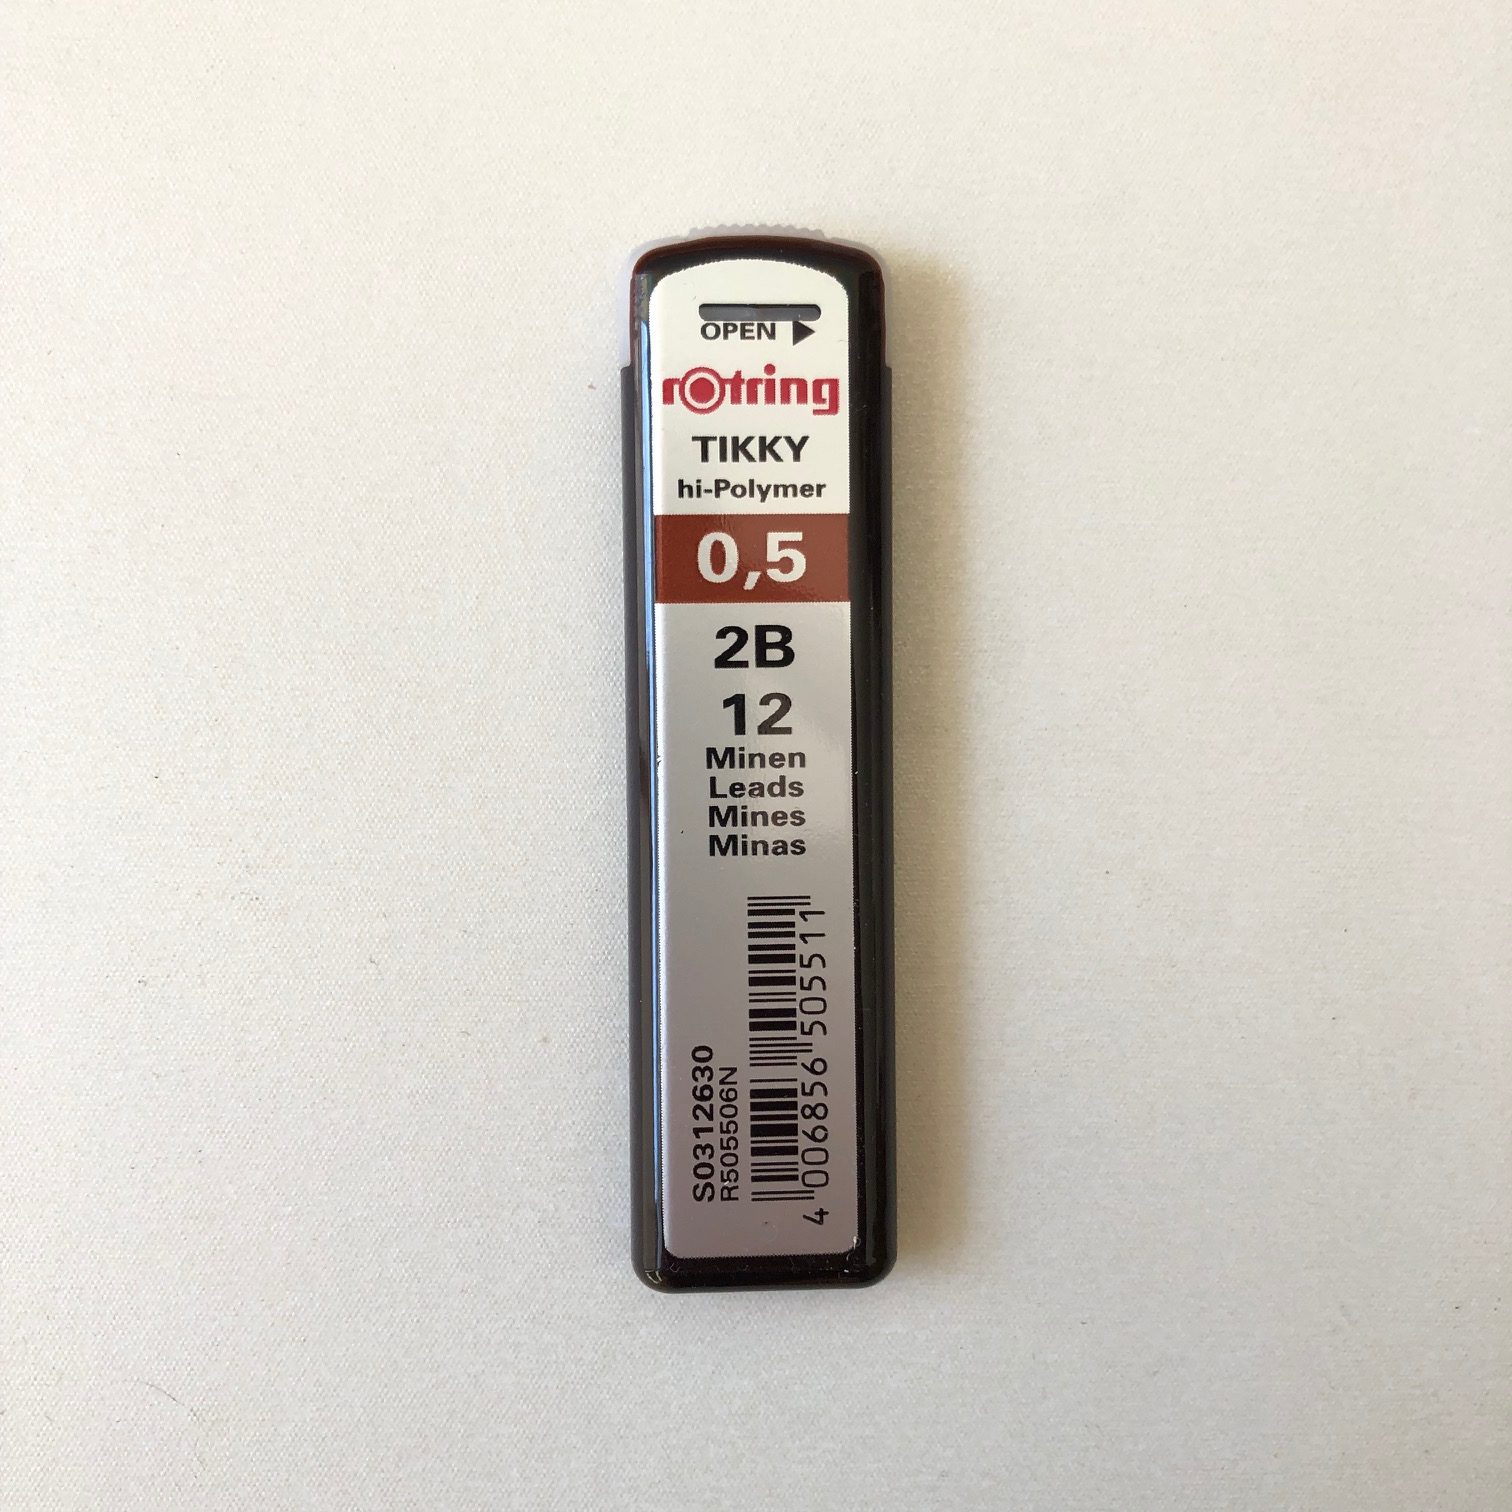 OPEN ▶
rotring
TIKKY
hi-Polymer
0,5
2B
12
Minen
Leads
Mines
Minas
S0312630
R505506N
4 006856 505511